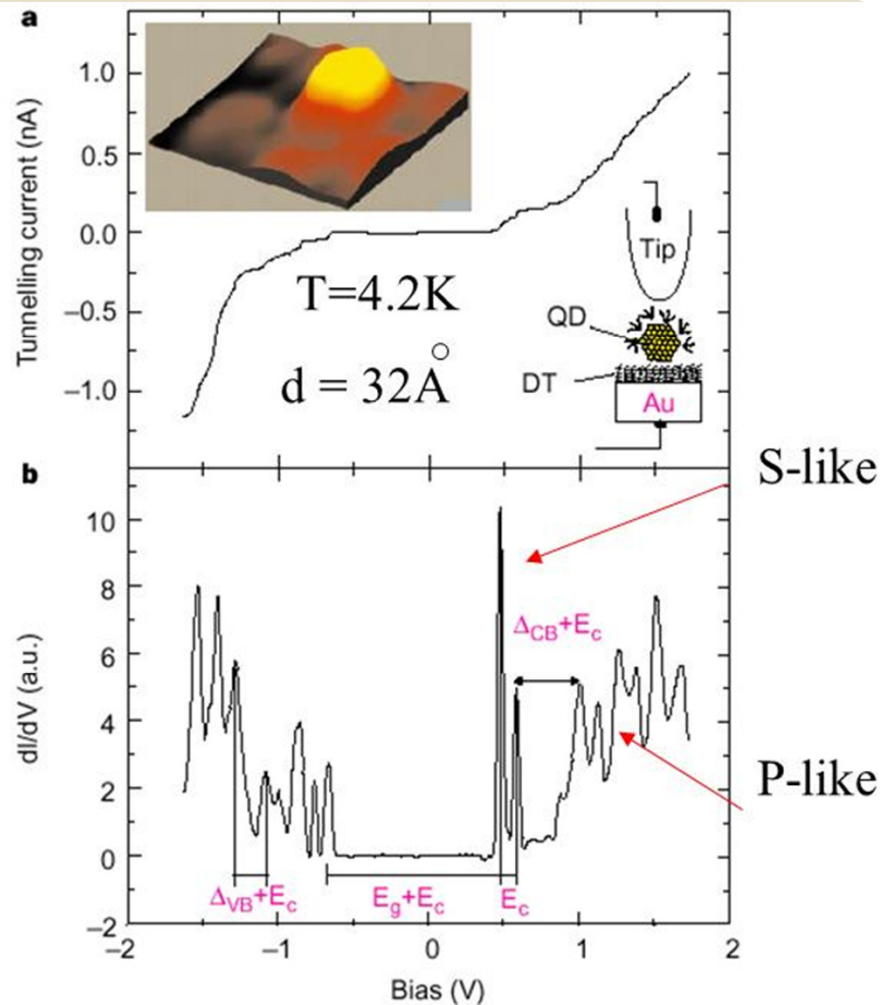 a
Tunnelling current (nA)
1.0
0.5
0.0
−0.5
−1.0
T=4.2K
d = 32Å
Tip
QD
DT
Au
b
S-like
P-like
dI/dV (a.u.)
10
8
6
4
2
0
−2
Δ_CB+E_c
Δ_VB+E_c
E_g+E_c
E_c
−2 −1 0 1 2
Bias (V)